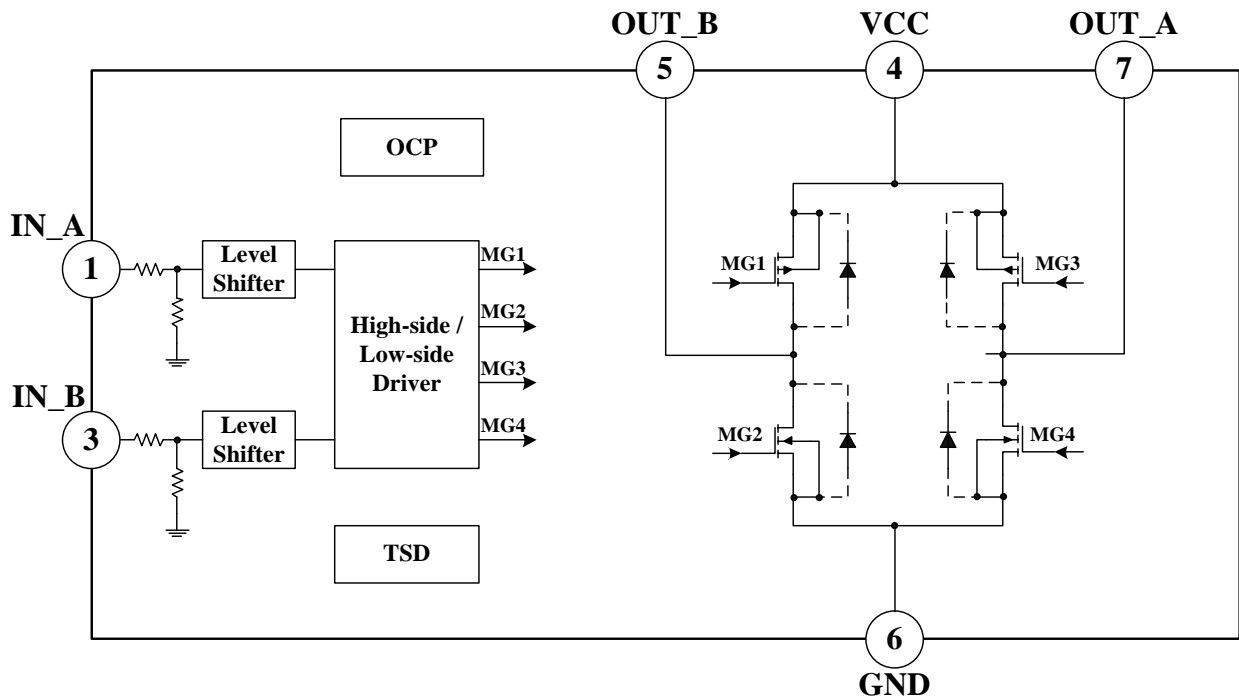 OUT_B
VCC
OUT_A
5
4
7
OCP
IN_A
1
Level
Shifter
MG1
MG2
MG3
MG4
High-side /
Low-side
Driver
IN_B
3
Level
Shifter
TSD
MG1
MG3
MG2
MG4
6
GND